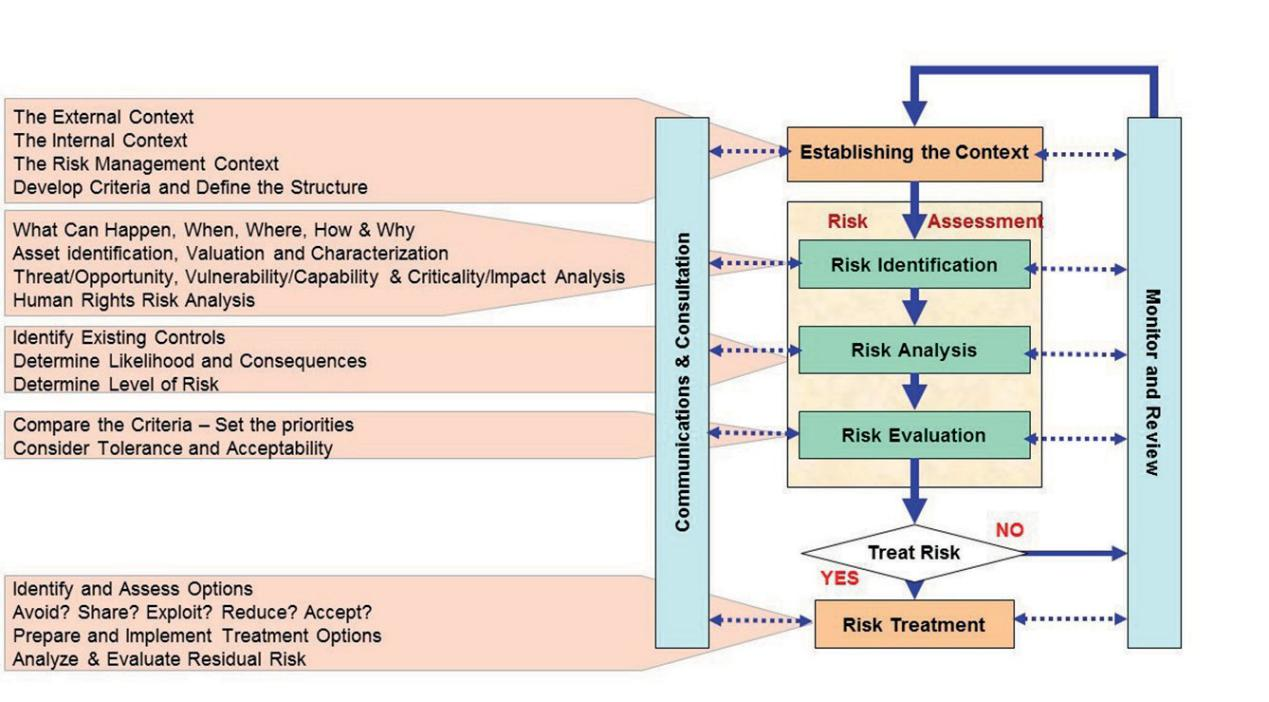 The External Context
The Internal Context
The Risk Management Context
Develop Criteria and Define the Structure
What Can Happen, When, Where, How & Why
Asset identification, Valuation and Characterization
Threat/Opportunity, Vulnerability/Capability & Criticality/Impact Analysis
Human Rights Risk Analysis
Identify Existing Controls
Determine Likelihood and Consequences
Determine Level of Risk
Compare the Criteria – Set the priorities
Consider Tolerance and Acceptability
Identify and Assess Options
Avoid? Share? Exploit? Reduce? Accept?
Prepare and Implement Treatment Options
Analyze & Evaluate Residual Risk
Communications & Consultation
Establishing the Context
Risk Assessment
Risk Identification
Risk Analysis
Risk Evaluation
Treat Risk
NO
YES
Risk Treatment
Monitor and Review